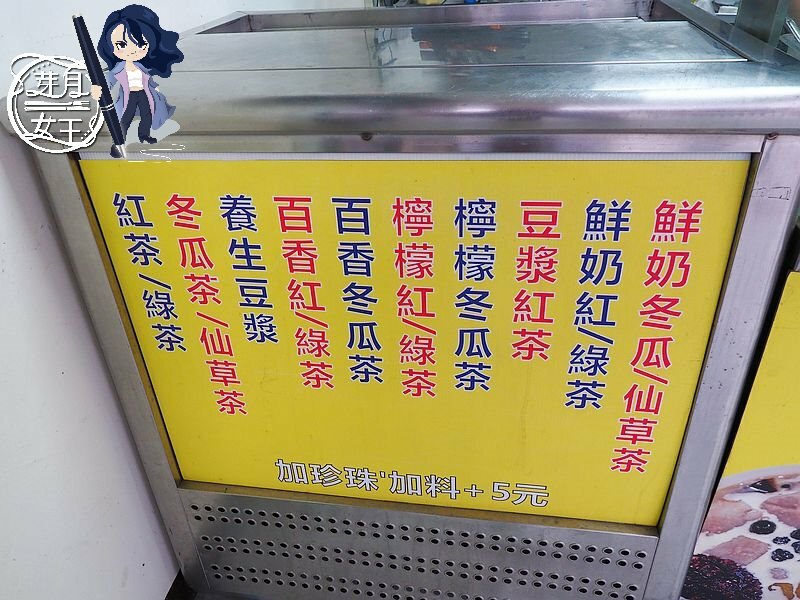 芽月
女王
鮮奶冬瓜/仙草茶
鮮奶紅/綠茶
豆漿紅茶
檸檬冬瓜茶
檸檬紅/綠茶
百香冬瓜茶
百香紅/綠茶
養生豆漿
冬瓜茶/仙草茶
紅茶/綠茶
加珍珠'加料+5元